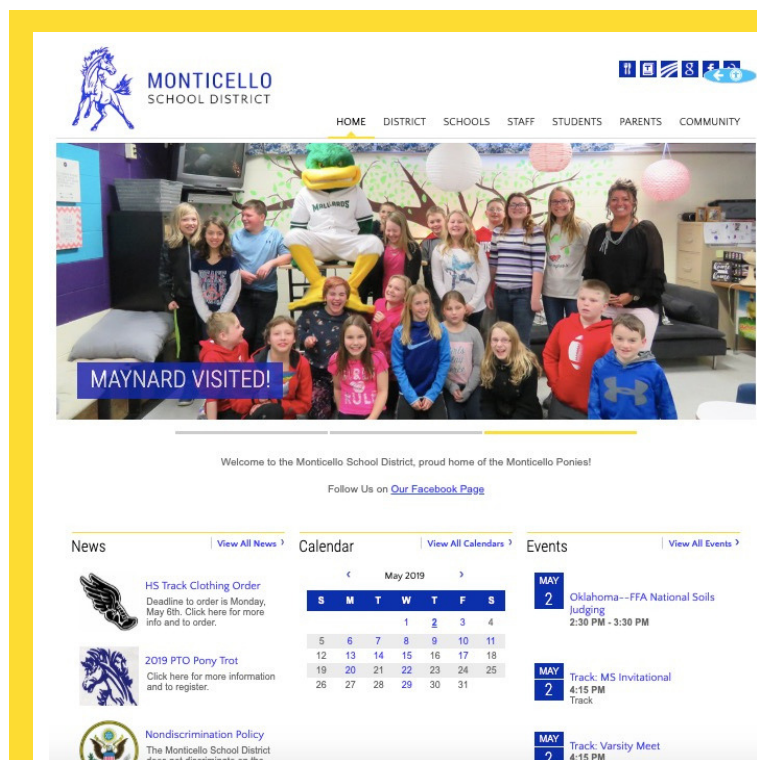 MONTICELLO
SCHOOL DISTRICT
HOME DISTRICT SCHOOLS STAFF STUDENTS PARENTS COMMUNITY
MALLARDS
MAYNARD VISITED!
Welcome to the Monticello School District, proud home of the Monticello Ponies!
Follow Us on Our Facebook Page
News
View All News
HS Track Clothing Order
Deadline to order is Monday,
May 6th. Click here for more
info and to order.
2019 PTO Pony Trot
Click here for more information
and to register.
Nondiscrimination Policy
The Monticello School District
does not discriminate on the
Calendar
View All Calendars
May 2019
S M T W T F S
1 2 3 4
5 6 7 8 9 10 11
12 13 14 15 16 17 18
19 20 21 22 23 24 25
26 27 28 29 30 31
Events
View All Events
MAY
2
Oklahoma--FFA National Soils
Judging
2:30 PM - 3:30 PM
MAY
2
Track: MS Invitational
4:15 PM
Track
MAY
2
Track: Varsity Meet
4:15 PM